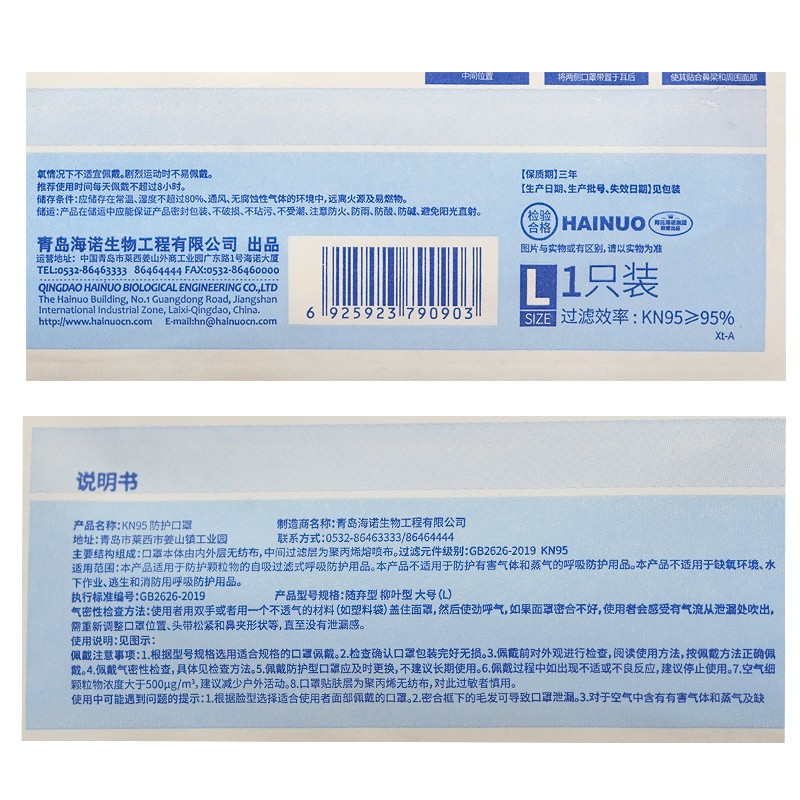 中间位置
将两侧口罩带置于耳后
使其贴合鼻梁和周围面部
氧情况下不适宜佩戴。剧烈运动时不易佩戴。
推荐使用时间每天佩戴不超过8小时。
储存条件:应储存在常温、湿度不超过80%、通风、无腐蚀性气体的环境中,远离火源及易燃物。
储运:产品在储运中应能保证产品密封包装、不破损、不玷污、不受潮、注意防火、防雨、防酸、防碱、避免阳光直射。
青岛海诺生物工程有限公司 出品
运营地址: 中国青岛市莱西姜山外商工业园广东路1号海诺大厦
TEL:0532-86463333 86464444 FAX:0532-86460000
QINGDAO HAINUO BIOLOGICAL ENGINEERING CO.,LTD
The Hainuo Building, No.1 Guangdong Road, Jiangshan
International Industrial Zone, Laixi-Qingdao, China.
http://www.hainuocn.com E-mail:hn@hainuocn.com
6 925923 790903
【保质期】三年
【生产日期、生产批号、失效日期】见包装
检验
合格
HAINUO
图片与实物或有区别,请以实物为准
L
SIZE
1只装
过滤效率:KN95≥95%
Xt-A
说明书
产品名称:KN95 防护口罩 制造商名称:青岛海诺生物工程有限公司
地址:青岛市莱西市姜山镇工业园 联系方式:0532-86463333/86464444
主要结构组成:口罩本体由内外层无纺布,中间过滤层为聚丙烯熔喷布。过滤元件级别:GB2626-2019 KN95
适用范围:本产品适用于防护颗粒物的自吸过滤式呼吸防护用品。本产品不适用于防护有害气体和蒸气的呼吸防护用品。本产品不适用于缺氧环境、水
下作业、逃生和消防用呼吸防护用品。
执行标准编号:GB2626-2019 产品型号规格:随弃型 柳叶型 大号(L)
气密性检查方法:使用者用双手或者用一个不透气的材料(如塑料袋)盖住面罩,然后使劲呼气,如果面罩密合不好,使用者会感受有气流从泄漏处吹出,
需重新调整口罩位置、头带松紧和鼻夹形状等,直至没有泄漏感。
使用说明:见图示:
佩戴注意事项:1.根据型号规格选用适合规格的口罩佩戴。2.检查确认口罩包装完好无损。3.佩戴前对外观进行检查,阅读使用方法,按佩戴方法正确佩
戴。4.佩戴气密性检查,具体见检查方法。5.佩戴防护型口罩应及时更换,不建议长期使用。6.佩戴过程中如出现不适或不良反应,建议停止使用。7.空气细
颗粒物浓度大于500μg/m³,建议减少户外活动。8.口罩贴肤层为聚丙烯无纺布,对此过敏者慎用。
使用中可能遇到问题的提示:1.根据脸型选择适合使用者面部佩戴的口罩。2.密合框下的毛发可导致口罩泄漏。3.对于空气中含有有害气体和蒸气及缺